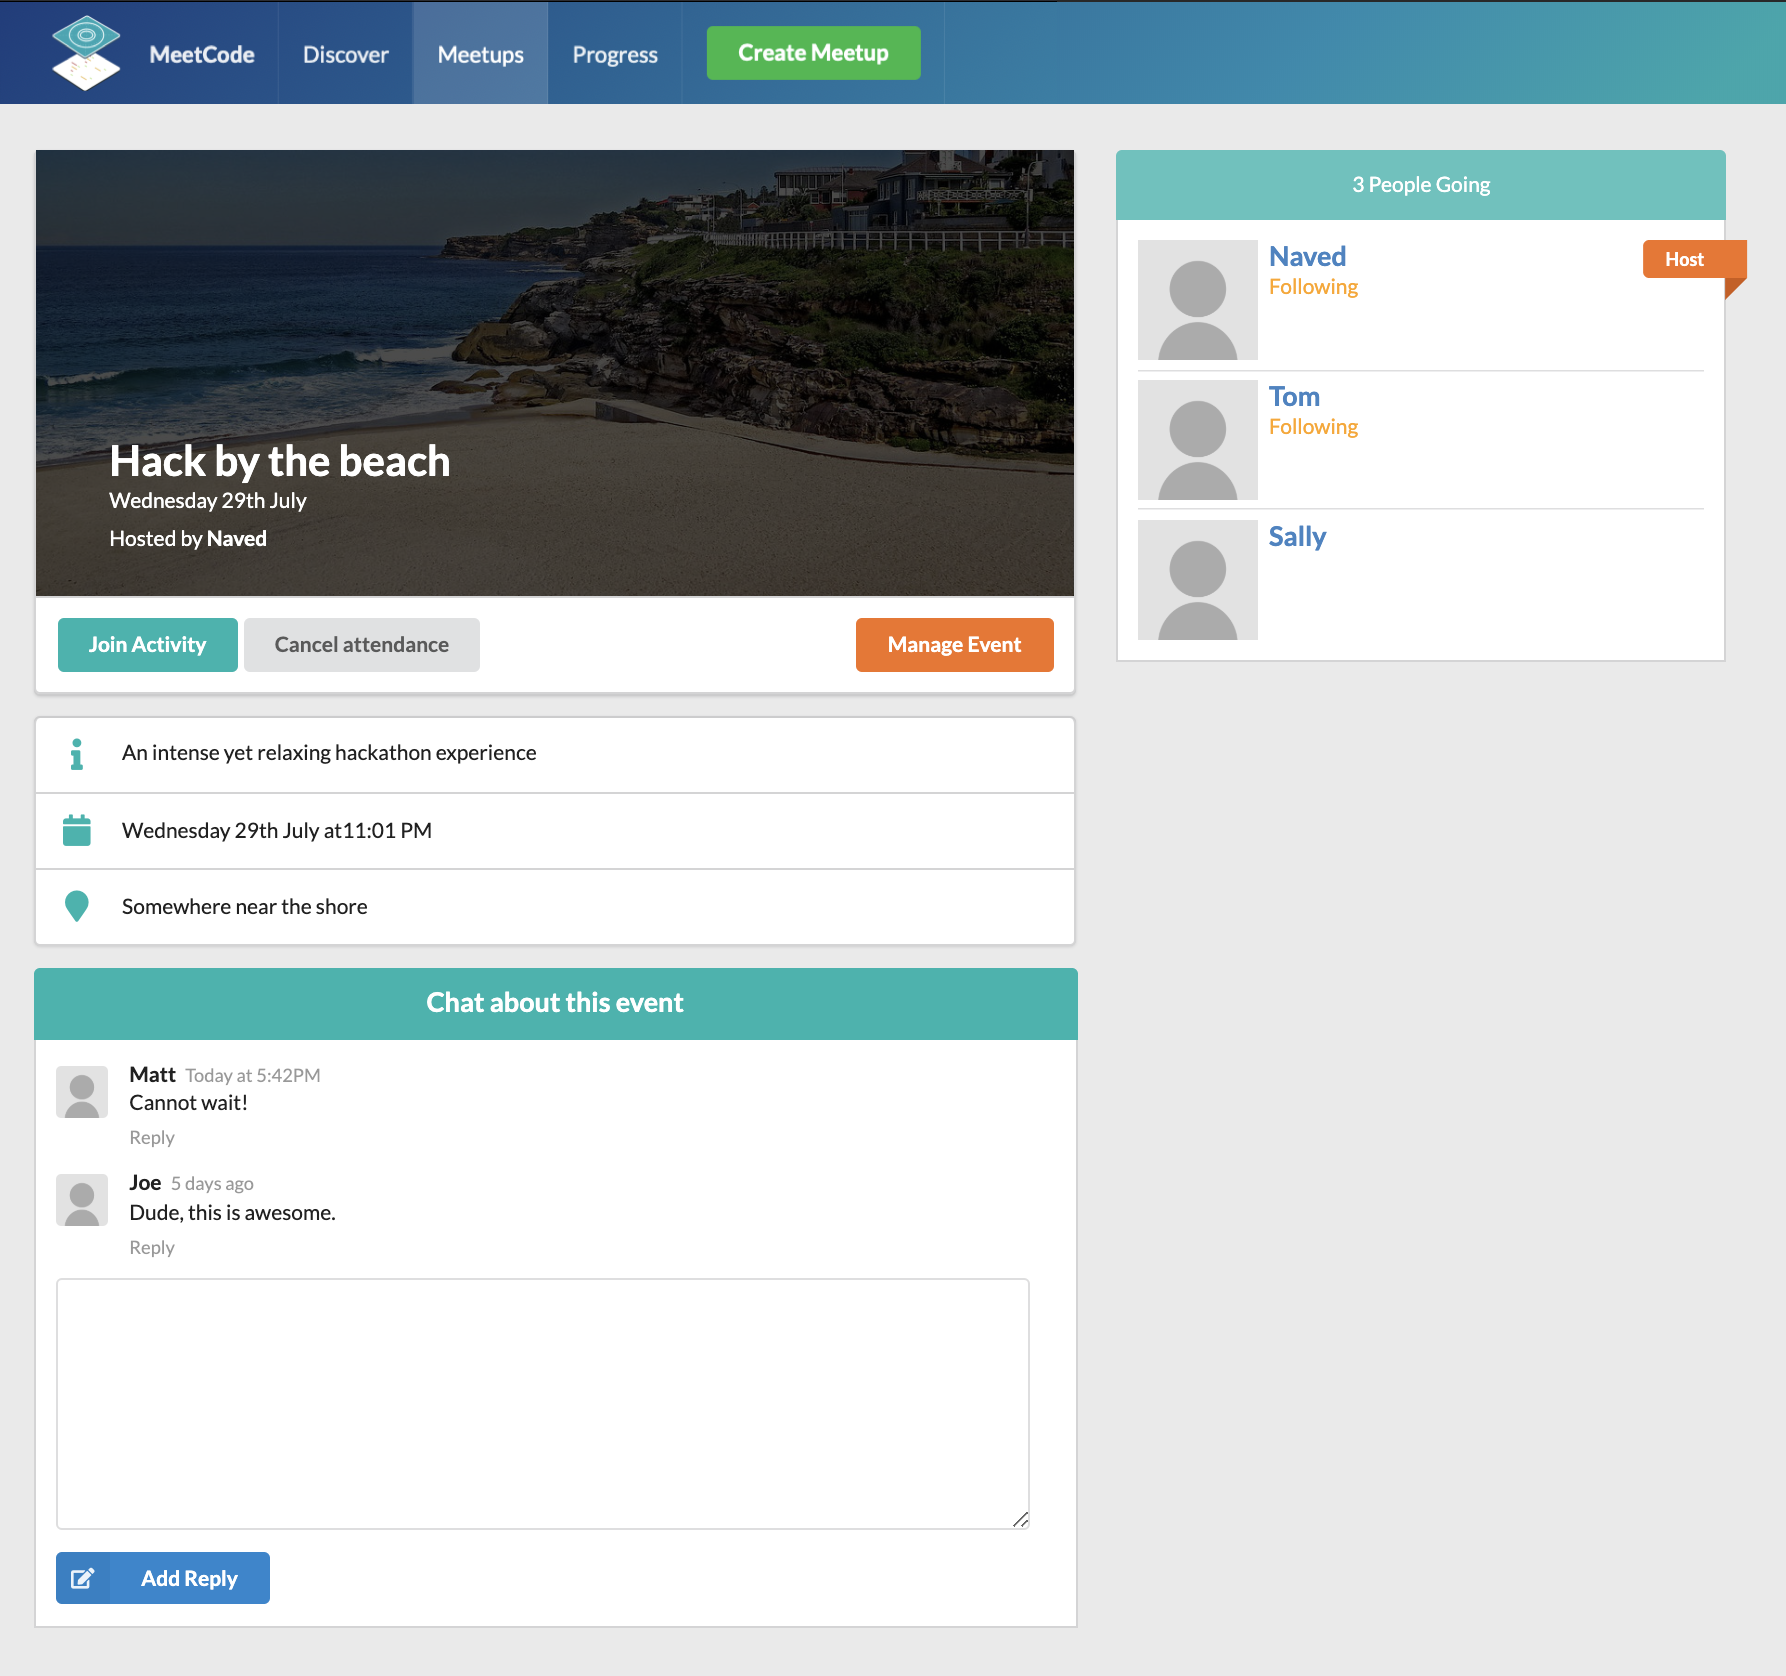 MeetCode
Discover
Meetups
Progress
Create Meetup
Hack by the beach
Wednesday 29th July
Hosted by Naved
Join Activity
Cancel attendance
Manage Event
An intense yet relaxing hackathon experience
Wednesday 29th July at11:01 PM
Somewhere near the shore
Chat about this event
Matt Today at 5:42PM
Cannot wait!
Reply
Joe 5 days ago
Dude, this is awesome.
Reply
Add Reply
3 People Going
Naved
Host
Following
Tom
Following
Sally